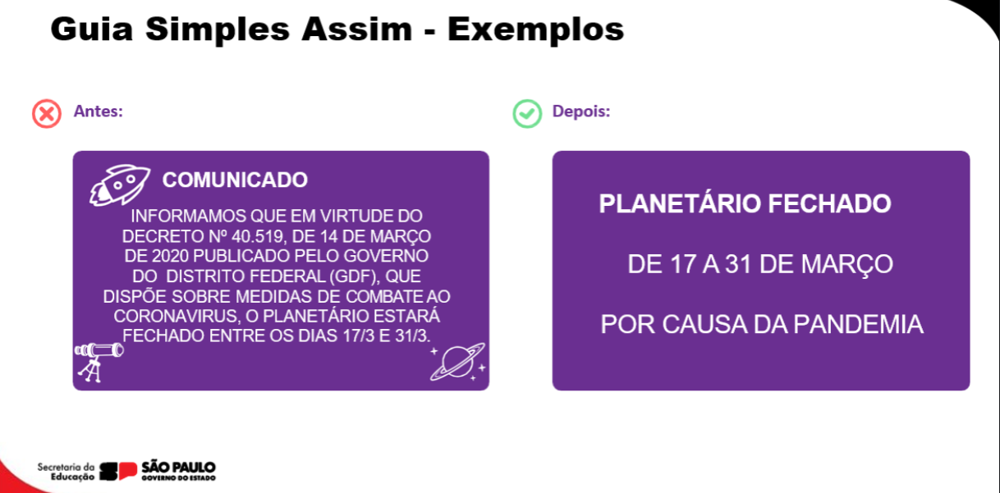 Guia Simples Assim - Exemplos
Antes:
COMUNICADO
INFORMAMOS QUE EM VIRTUDE DO
DECRETO Nº 40.519, DE 14 DE MARÇO
DE 2020 PUBLICADO PELO GOVERNO
DO DISTRITO FEDERAL (GDF), QUE
DISPÕE SOBRE MEDIDAS DE COMBATE AO
CORONAVIRUS, O PLANETÁRIO ESTARÁ
FECHADO ENTRE OS DIAS 17/3 E 31/3.
Depois:
PLANETÁRIO FECHADO
DE 17 A 31 DE MARÇO
POR CAUSA DA PANDEMIA
Secretaria da
Educação
SÃO PAULO
GOVERNO DO ESTADO